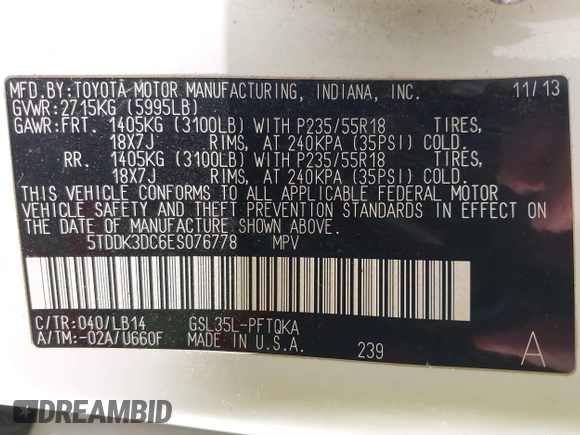 MFD.BY:TOYOTA MOTOR MANUFACTURING, INDIANA, INC. 11/13
GVWR:2715KG (5995LB)
GAWR:FRT. 1405KG (3100LB) WITH P235/55R18 TIRES,
18X7J RIMS, AT 240KPA (35PSI) COLD.
RR. 1405KG (3100LB) WITH P235/55R18 TIRES,
18X7J RIMS, AT 240KPA (35PSI) COLD.
THIS VEHICLE CONFORMS TO ALL APPLICABLE FEDERAL MOTOR
VEHICLE SAFETY AND THEFT PREVENTION STANDARDS IN EFFECT ON
THE DATE OF MANUFACTURE SHOWN ABOVE.
5TDDK3DC6ES076778 MPV
C/TR:040/LB14 GSL35L-PFTQKA
A/TM:-02A/U660F MADE IN U.S.A. 239 A
DREAMBID